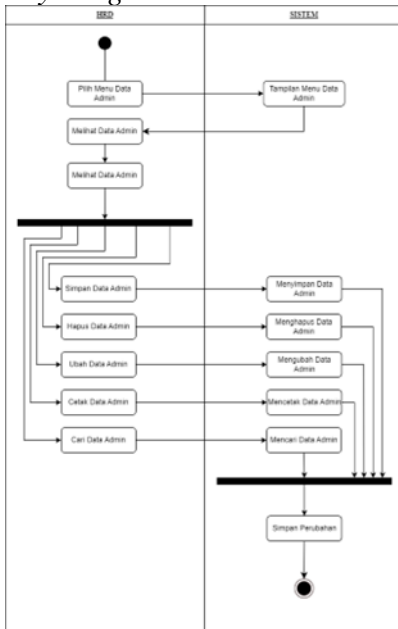 HRD
SISTEM
Pilih Menu Data
Admin
Tampilan Menu Data
Admin
Melihat Data Admin
Melihat Data Admin
Simpan Data Admin
Menyimpan Data
Admin
Hapus Data Admin
Menghapus Data
Admin
Ubah Data Admin
Mengubah Data
Admin
Cetak Data Admin
Mencetak Data Admin
Cari Data Admin
Mencari Data Admin
Simpan Perubahan